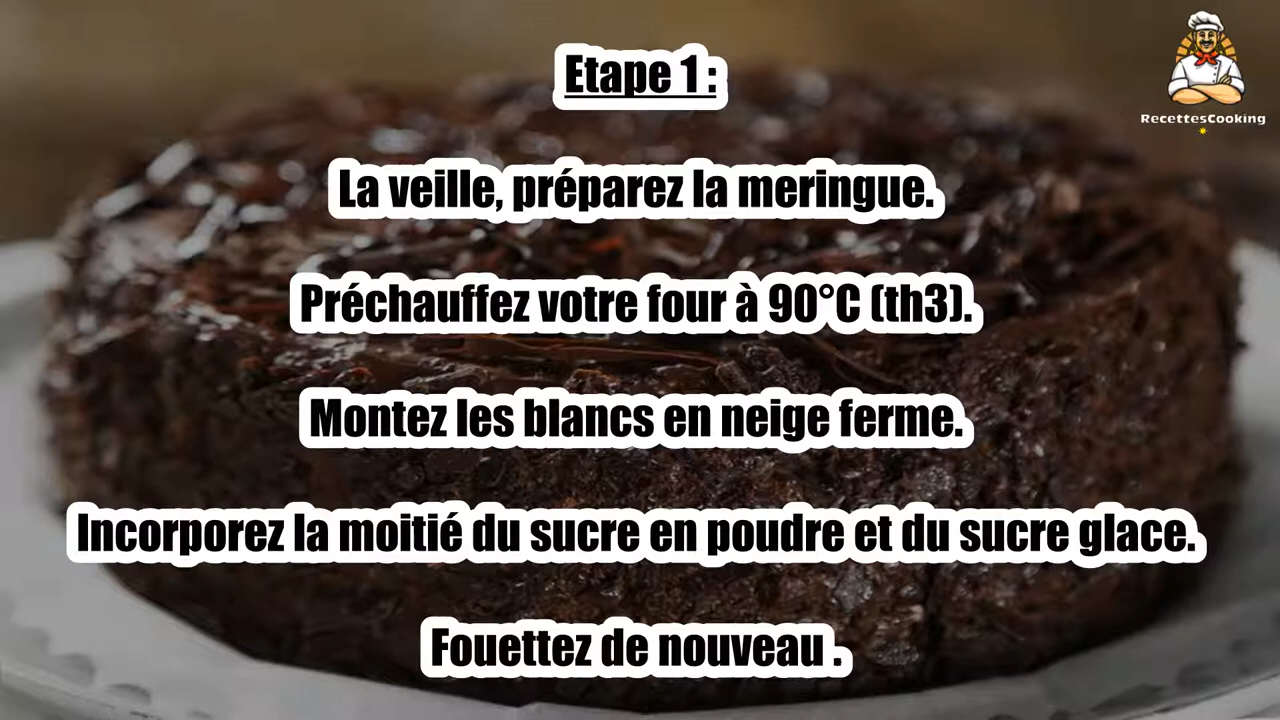 Etape 1 :
RecettesCooking
La veille, préparez la meringue.
Préchauffez votre four à 90°C (th3).
Montez les blancs en neige ferme.
Incorporez la moitié du sucre en poudre et du sucre glace.
Fouettez de nouveau .